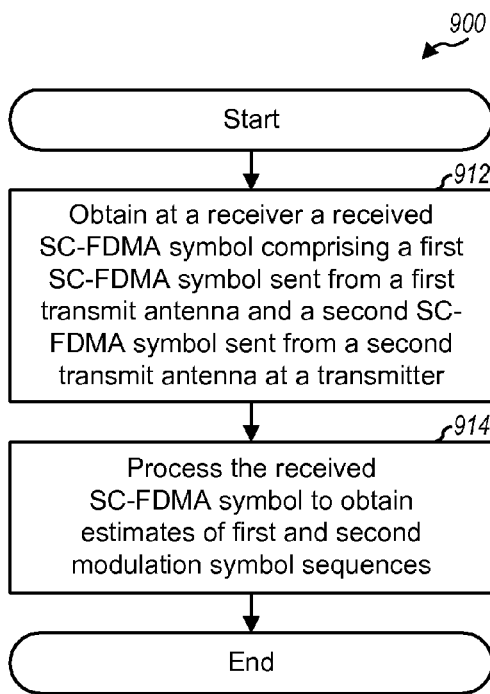 900
Start
912
Obtain at a receiver a received
SC-FDMA symbol comprising a first
SC-FDMA symbol sent from a first
transmit antenna and a second SC-
FDMA symbol sent from a second
transmit antenna at a transmitter
914
Process the received
SC-FDMA symbol to obtain
estimates of first and second
modulation symbol sequences
End